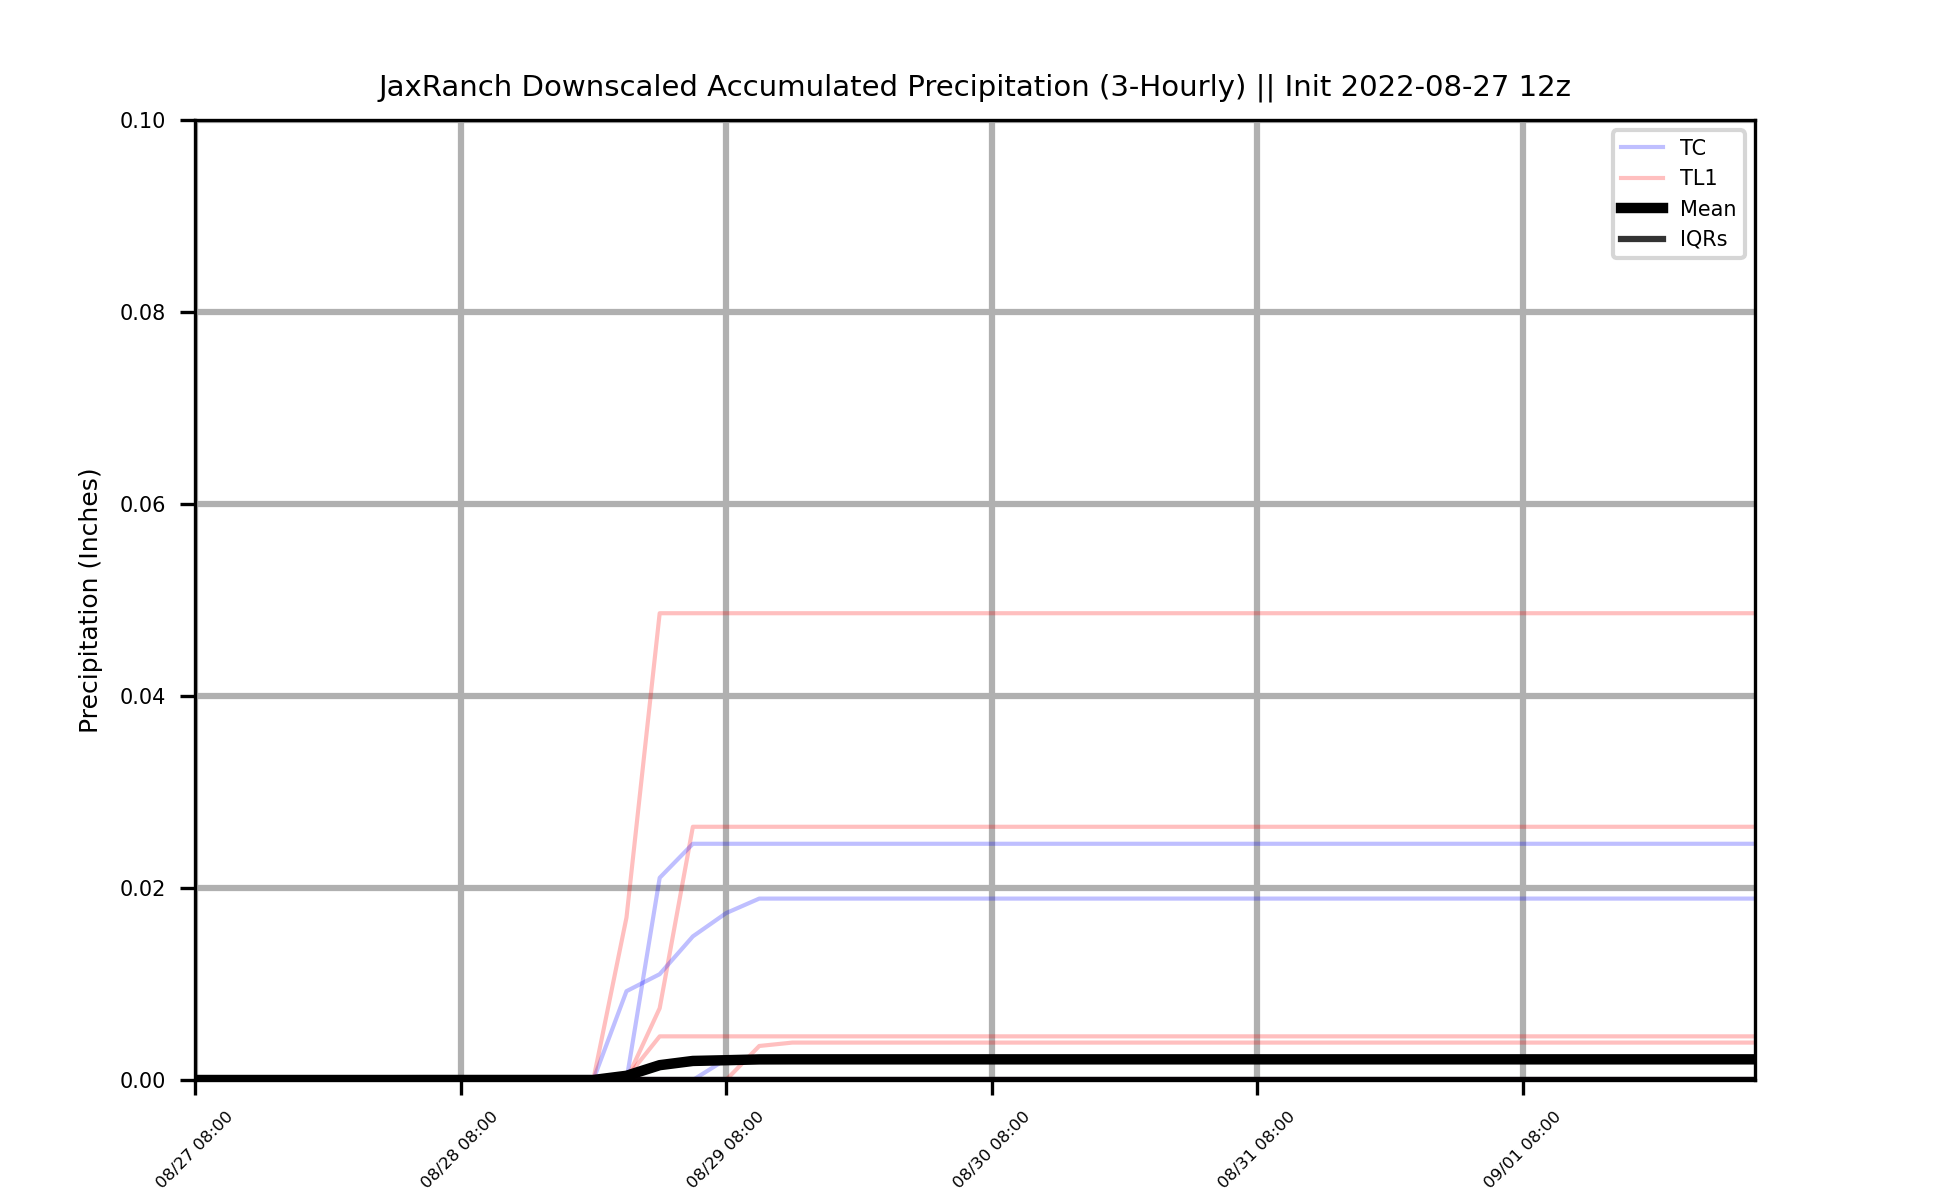 JaxRanch Downscaled Accumulated Precipitation (3-Hourly) || Init 2022-08-27 12z
Precipitation (Inches)
0.10
0.08
0.06
0.04
0.02
0.00
TC
TL1
Mean
IQRs
08/27 08:00
08/28 08:00
08/29 08:00
08/30 08:00
08/31 08:00
09/01 08:00